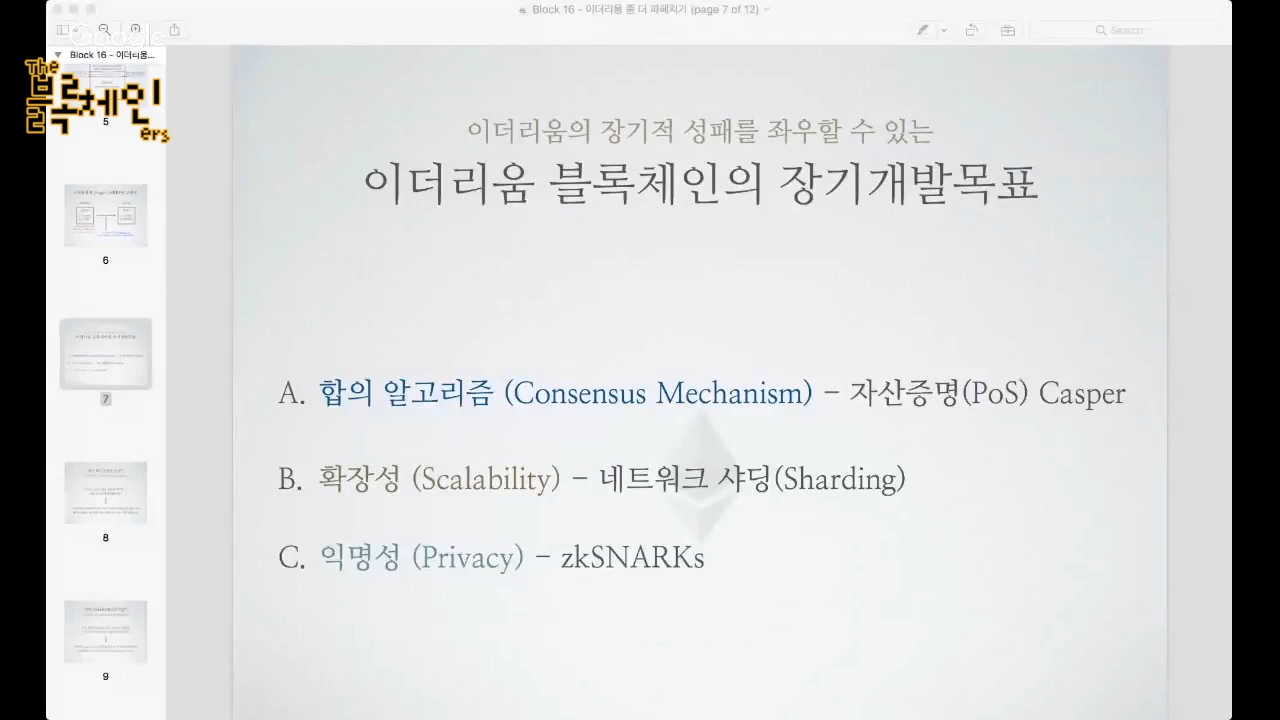 Block 16 - 이더리움 좀 더 파헤치기 (page 7 of 12)
Google
Search
Block 16 - 이더리움...
The
블록체인
ers
5
6
7
8
9
이더리움의 장기적 성패를 좌우할 수 있는
이더리움 블록체인의 장기개발목표
A. 합의 알고리즘 (Consensus Mechanism) - 자산증명(PoS) Casper
B. 확장성 (Scalability) - 네트워크 샤딩(Sharding)
C. 익명성 (Privacy) - zkSNARKs